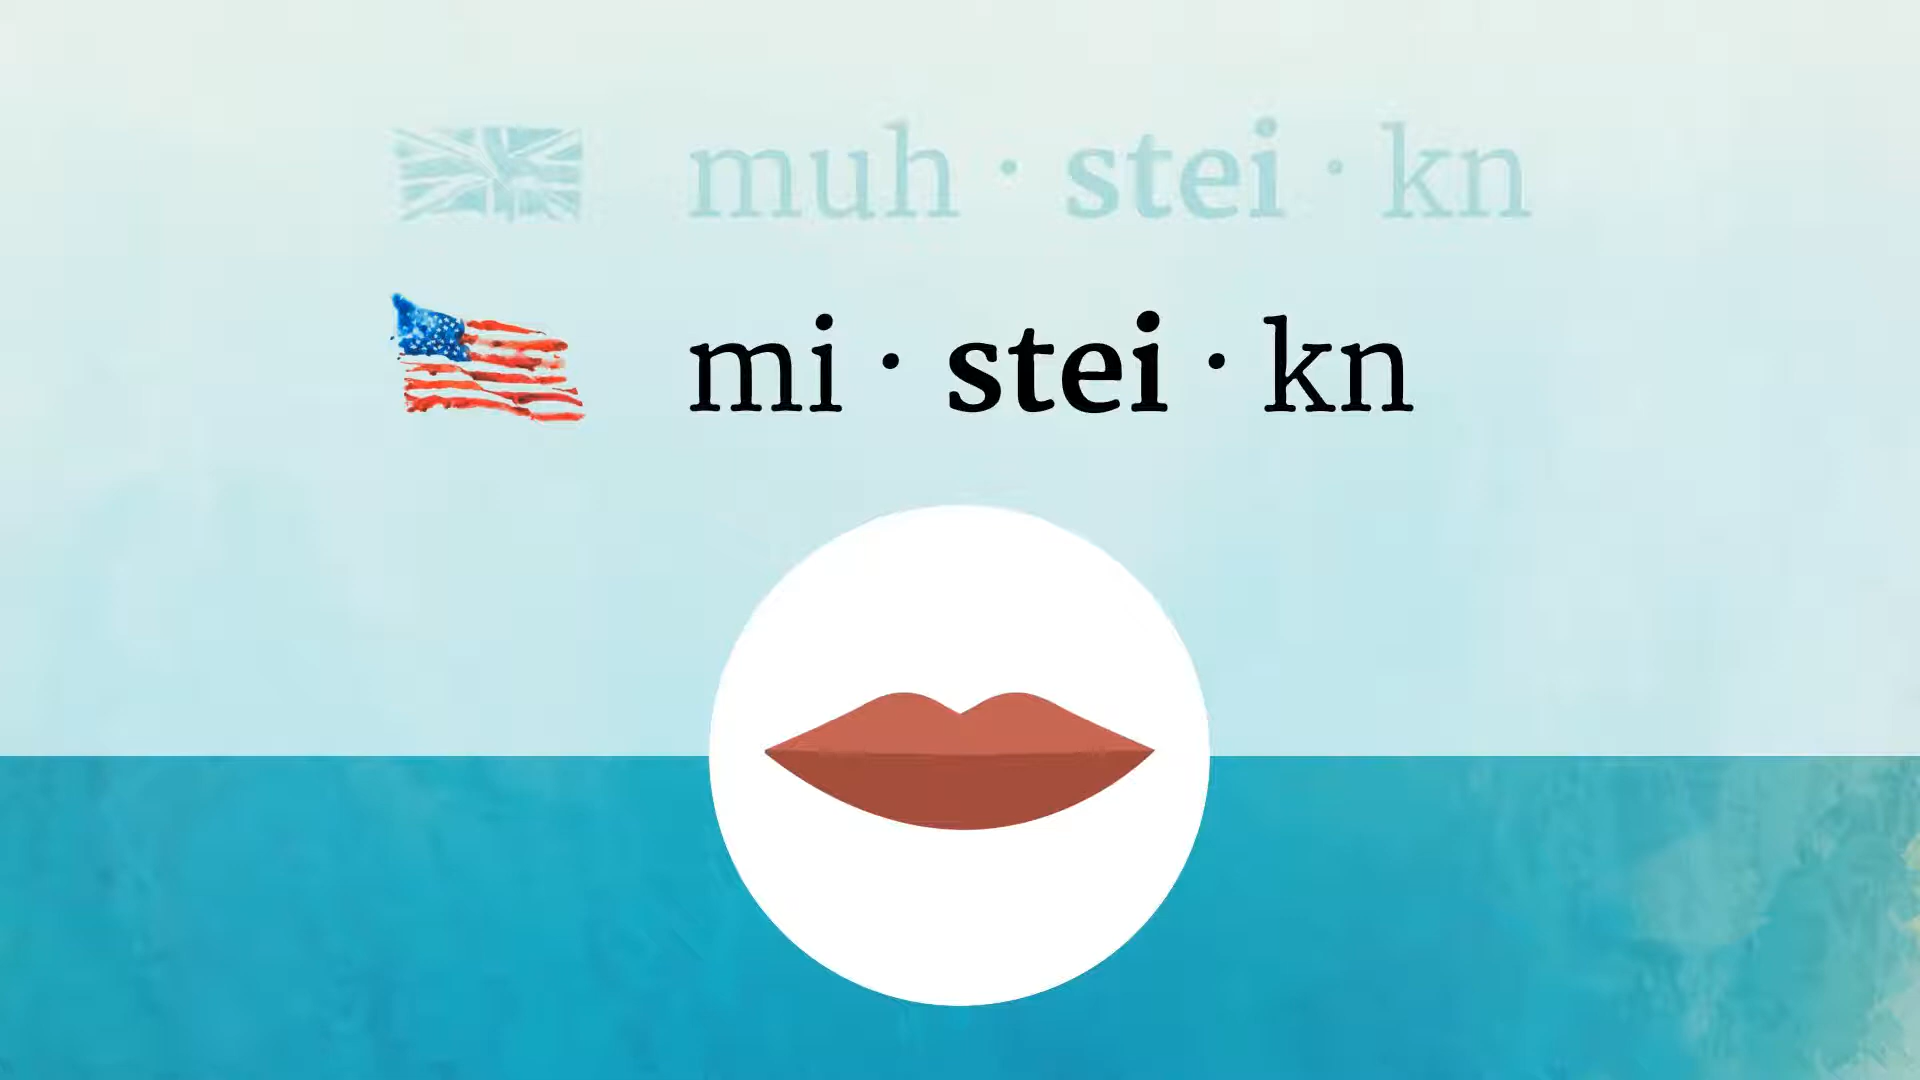 muh · stei · kn
mi · stei · kn